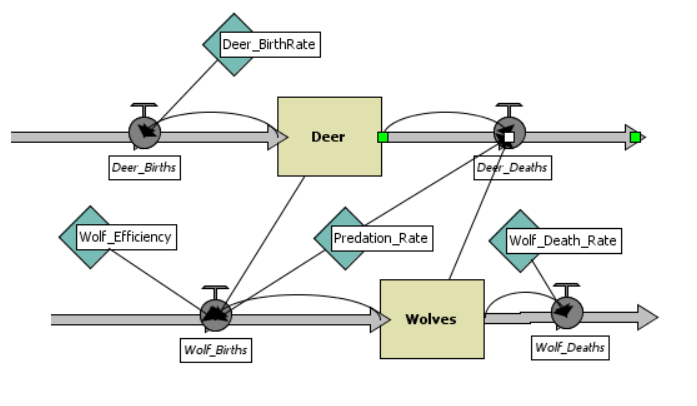 Deer_BirthRate
Deer
Deer_Births
Deer_Deaths
Wolf_Efficiency
Predation_Rate
Wolf_Death_Rate
Wolves
Wolf_Births
Wolf_Deaths